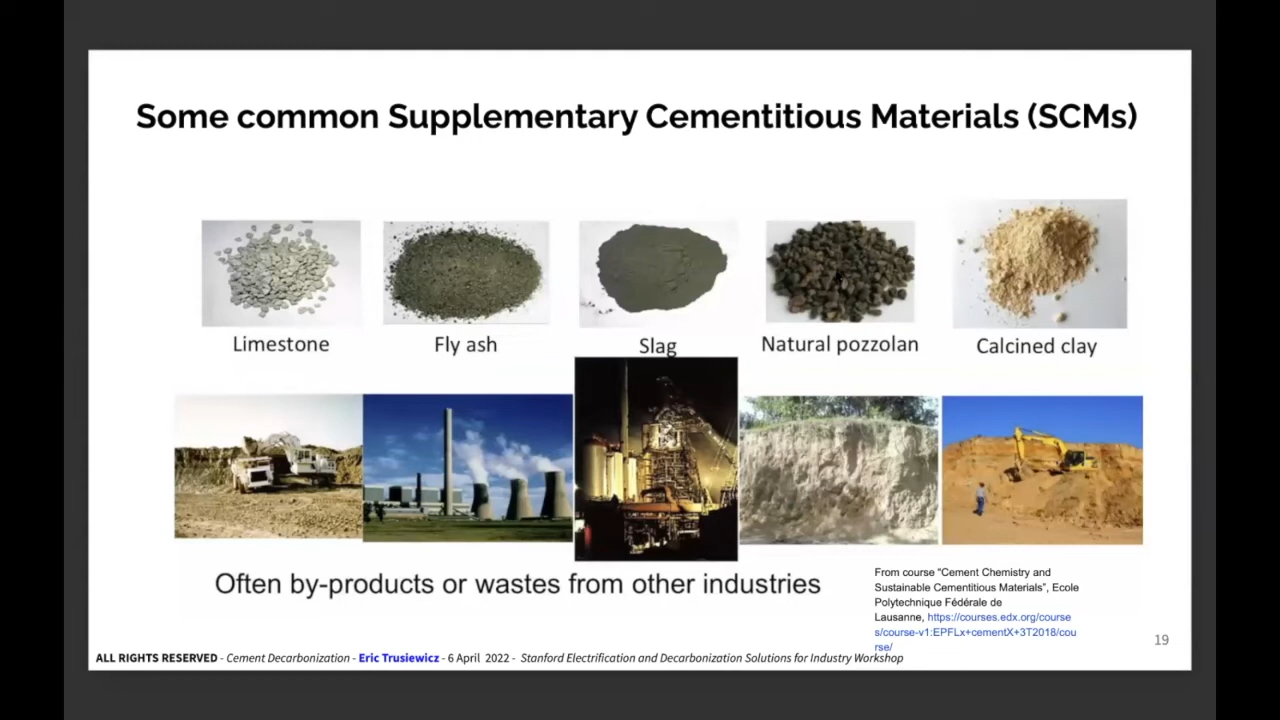 Some common Supplementary Cementitious Materials (SCMs)
Limestone
Fly ash
Slag
Natural pozzolan
Calcined clay
Often by-products or wastes from other industries
From course "Cement Chemistry and
Sustainable Cementitious Materials", Ecole
Polytechnique Fédérale de
Lausanne, https://courses.edx.org/course
s/course-v1:EPFLx+cementX+3T2018/cou
rse/
19
ALL RIGHTS RESERVED - Cement Decarbonization - Eric Trusiewicz - 6 April 2022 - Stanford Electrification and Decarbonization Solutions for Industry Workshop